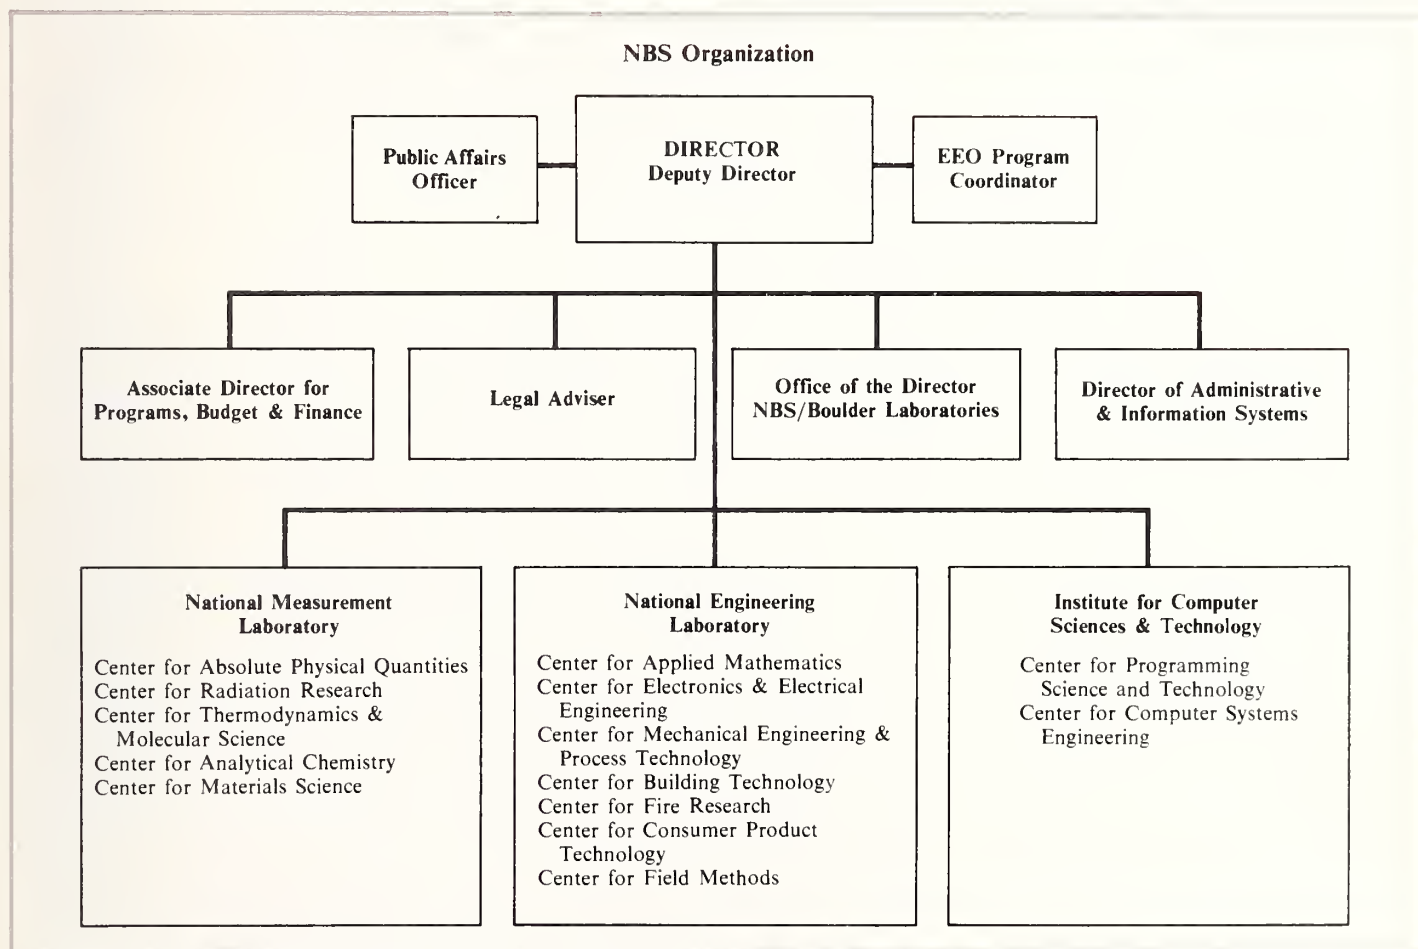 NBS Organization
Public Affairs
Officer
DIRECTOR
Deputy Director
EEO Program
Coordinator
Associate Director for
Programs, Budget & Finance
Legal Adviser
Office of the Director
NBS/Boulder Laboratories
Director of Administrative
& Information Systems
National Measurement
Laboratory
Center for Absolute Physical Quantities
Center for Radiation Research
Center for Thermodynamics &
Molecular Science
Center for Analytical Chemistry
Center for Materials Science
National Engineering
Laboratory
Center for Applied Mathematics
Center for Electronics & Electrical
Engineering
Center for Mechanical Engineering &
Process Technology
Center for Building Technology
Center for Fire Research
Center for Consumer Product
Technology
Center for Field Methods
Institute for Computer
Sciences & Technology
Center for Programming
Science and Technology
Center for Computer Systems
Engineering